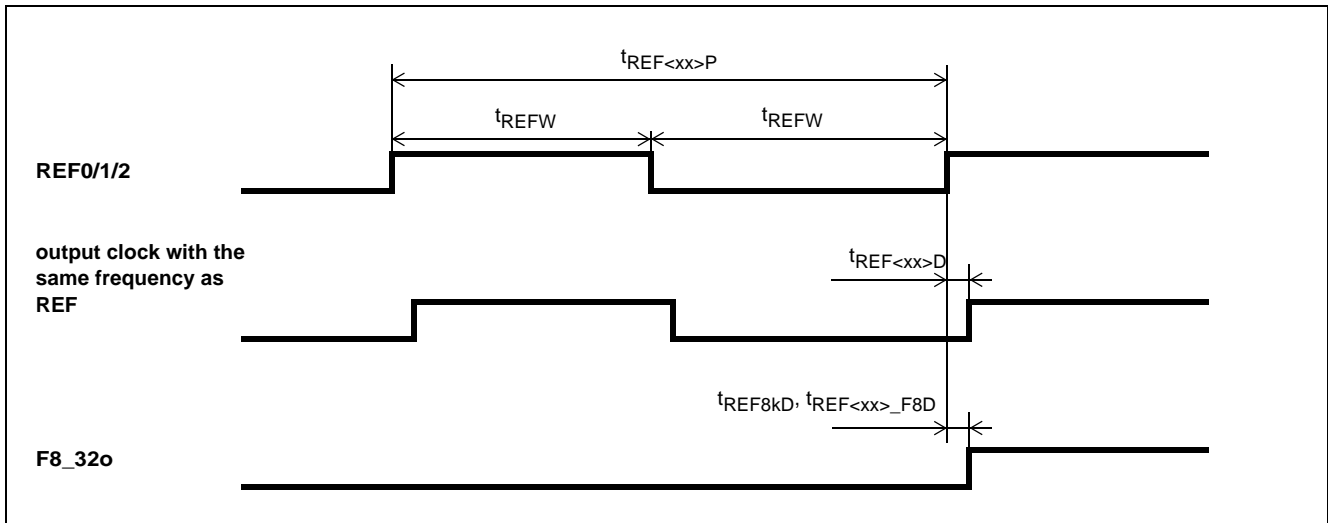 tREF<xx>P
tREFW tREFW
REF0/1/2
output clock with the
same frequency as
REF
tREF<xx>D
tREF8kD, tREF<xx>_F8D
F8_32o